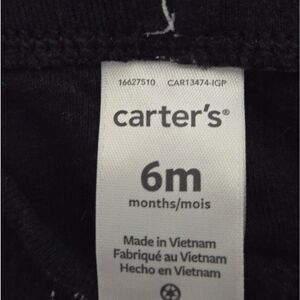 16627510 CAR13474-IGP
carter's®
6m
months/mois
Made in Vietnam
Fabriqué au Vietnam
Hecho en Vietnam